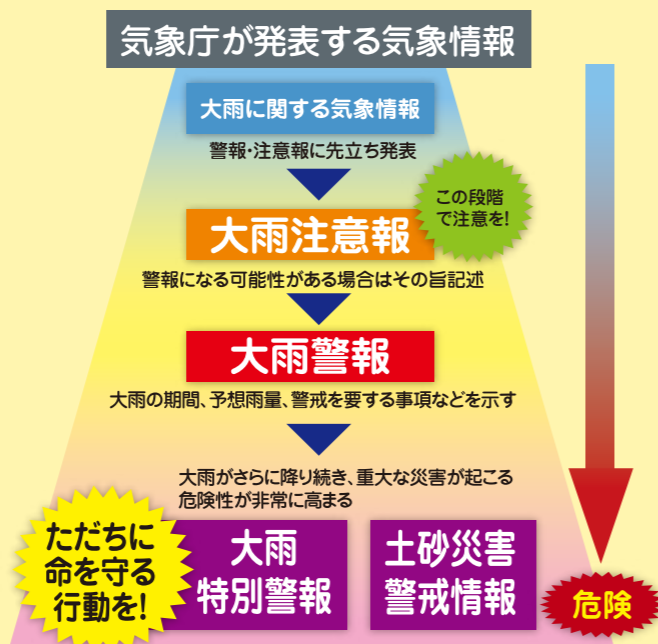 気象庁が発表する気象情報
大雨に関する気象情報
警報・注意報に先立ち発表
この段階
で注意を!
大雨注意報
警報になる可能性がある場合はその旨記述
大雨警報
大雨の期間、予想雨量、警戒を要する事項などを示す
大雨がさらに降り続き、重大な災害が起こる
危険性が非常に高まる
ただちに
命を守る
行動を!
大雨
特別警報
土砂災害
警戒情報
危険